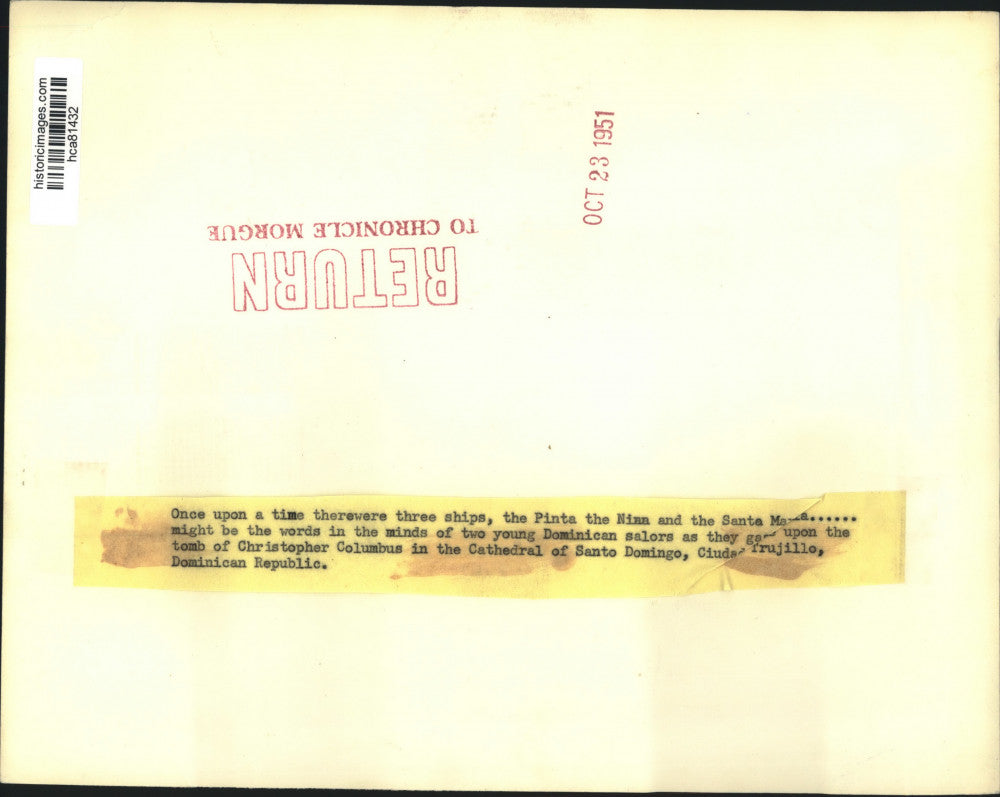 historicimages.com
hca81432
OCT 23 1951
RETURN
TO CHRONICLE MORGUE
Once upon a time therewere three ships, the Pinta the Ninn and the Santa Ma......
might be the words in the minds of two young Dominican salors as they upon the
tomb of Christopher Columbus in the Cathedral of Santo Domingo, Trujillo,
Dominican Republic.